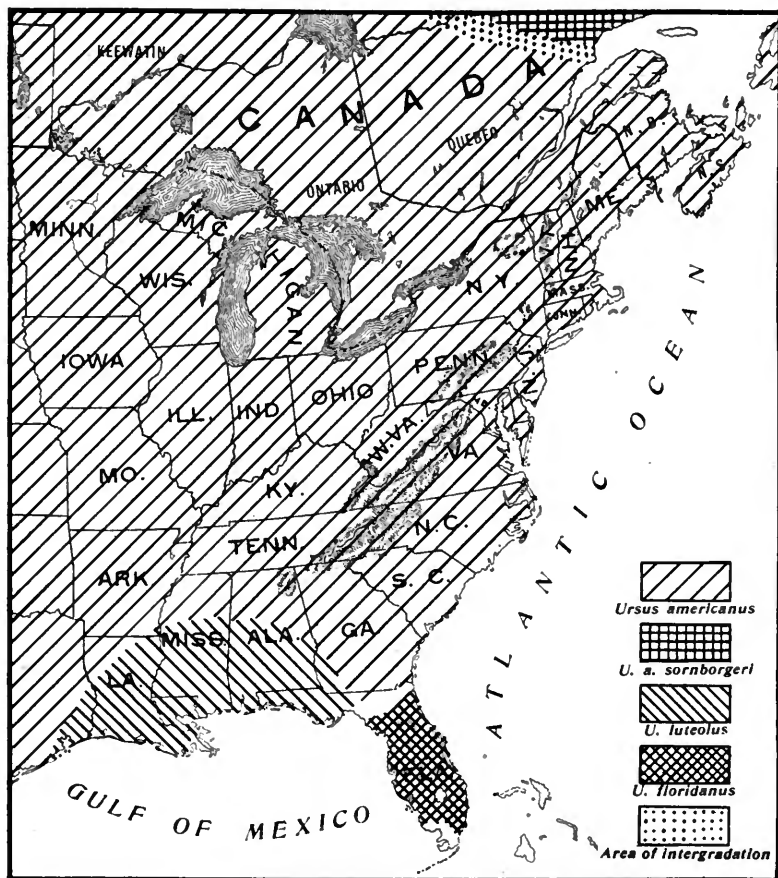 KEEWATIN
CANADA
QUEBEC
ONTARIO
N.B.
N.S.
ME.
MINN.
MICHIGAN
WIS.
N.Y.
MASS.
CONN.
IOWA
PENN.
N.J.
ILL.
IND
OHIO
W.VA.
VA
MO.
KY.
TENN.
N.C.
ARK
S.C.
MISS.
ALA.
GA.
LA.
ATLANTIC OCEAN
GULF OF MEXICO
Ursus americanus
U. a. sornborgeri
U. luteolus
U. floridanus
Area of intergradation